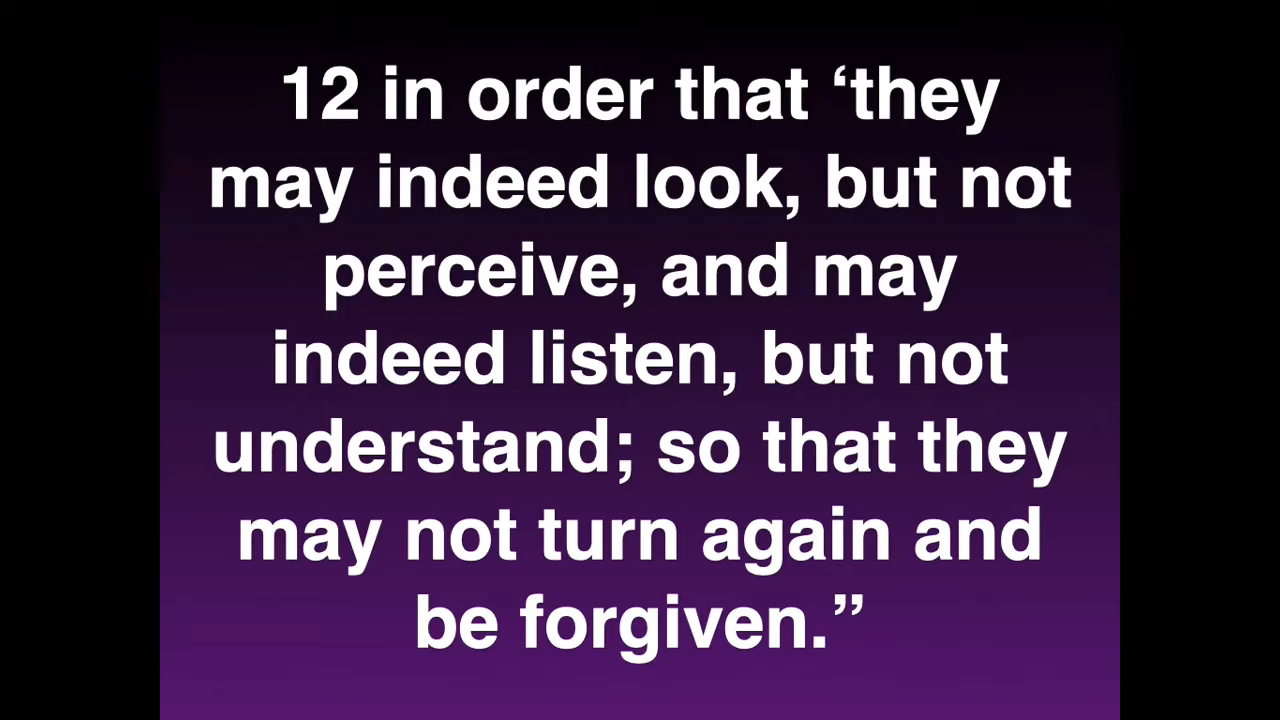 12 in order that ‘they
may indeed look, but not
perceive, and may
indeed listen, but not
understand; so that they
may not turn again and
be forgiven.”